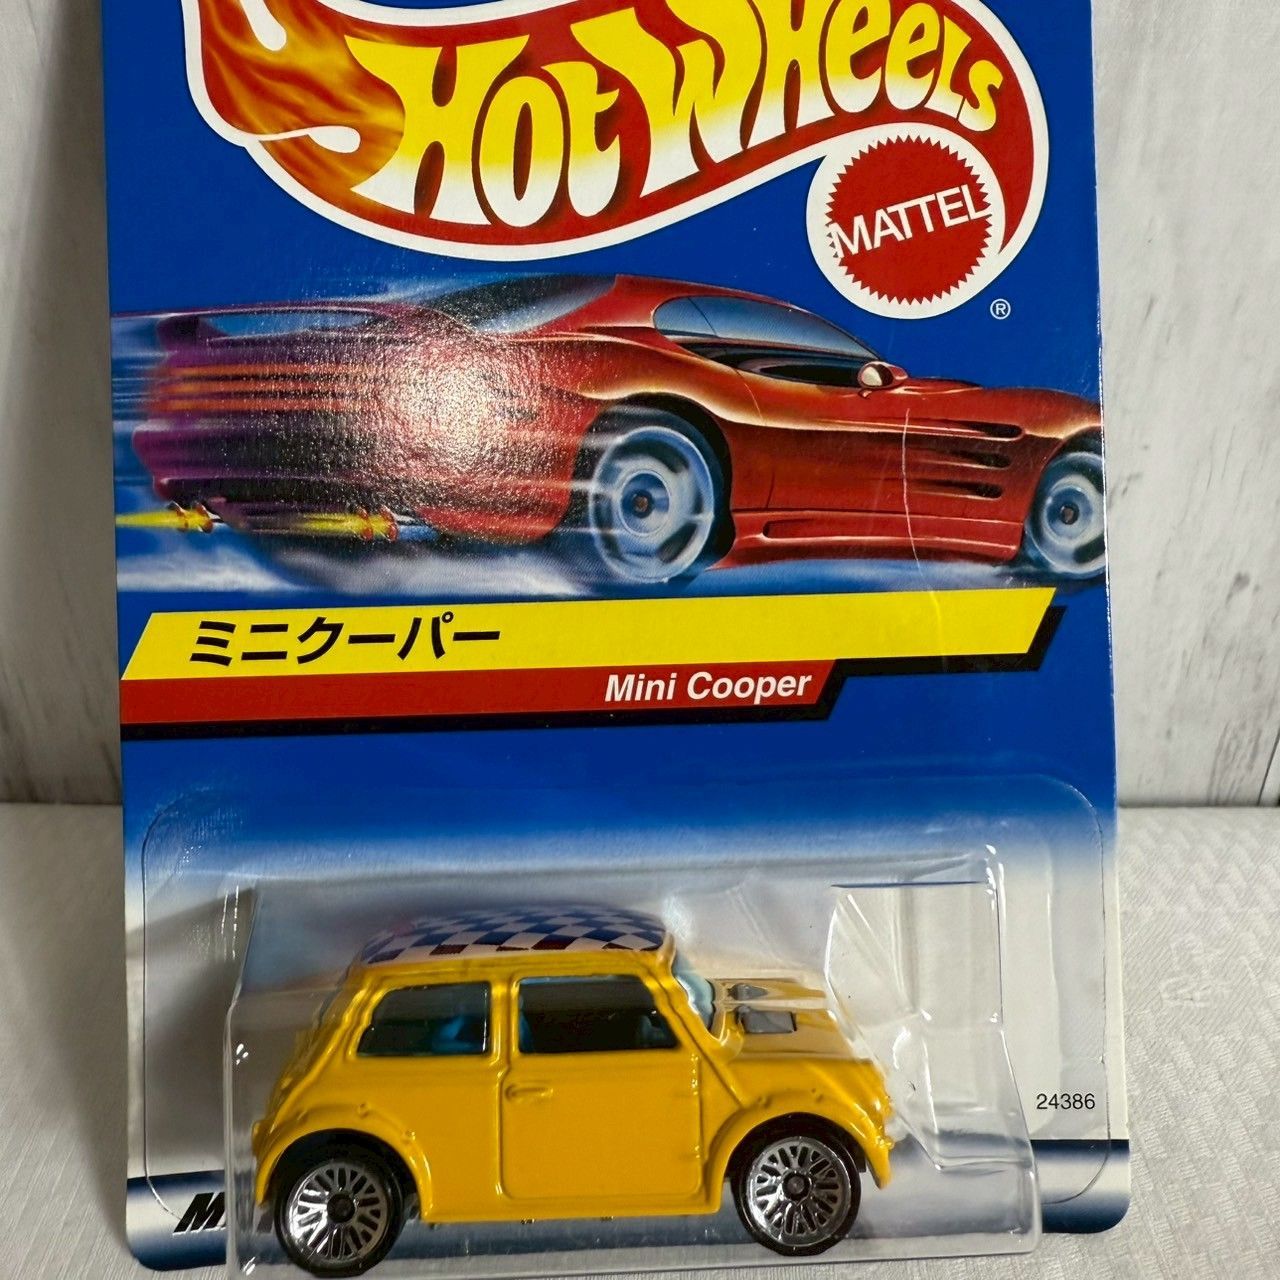 Hot Wheels
MATTEL
®
ミニクーパー
Mini Cooper
24386